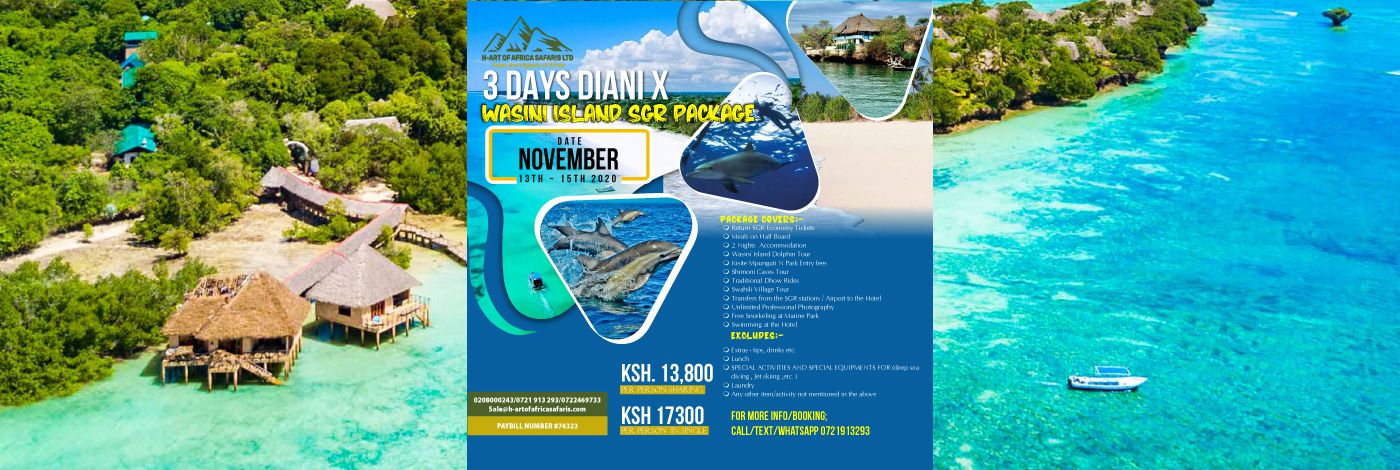 H-ART OF AFRICA SAFARIS LTD
3 DAYS DIANI X
WASINI ISLAND SGR PACKAGE
DATE
NOVEMBER
13TH - 15TH 2020
PACKAGE COVERS:-
Return SGR Economy Tickets
Meals on Half Board
2 Nights Accommodation
Wasini Island Dolphin Tour
Kisite Mpunguti N Park Entry fees
Shimoni Caves Tour
Traditional Dhow Rides
Swahili Village Tour
Transfers from the SGR stations / Airport to the Hotel
Unlimited Professional Photography
Free Snorkeling at Marine Park
Swimming at the Hotel
EXCLUDES:-
Extras - tips, drinks etc.
Lunch
SPECIAL ACTIVITIES AND SPECIAL EQUIPMENTS FOR (deep sea
diving , Jet skiing ,etc. )
Laundry
Any other item/activity not mentioned in the above
KSH. 13,800
PER PERSON SHARING
KSH 17300
PER PERSON IN SINGLE
0208000243/0721 913 293/0722469733
Sale@h-artofafricasafaris.com
PAYBILL NUMBER 874323
FOR MORE INFO/BOOKING;
CALL/TEXT/WHATSAPP 0721913293